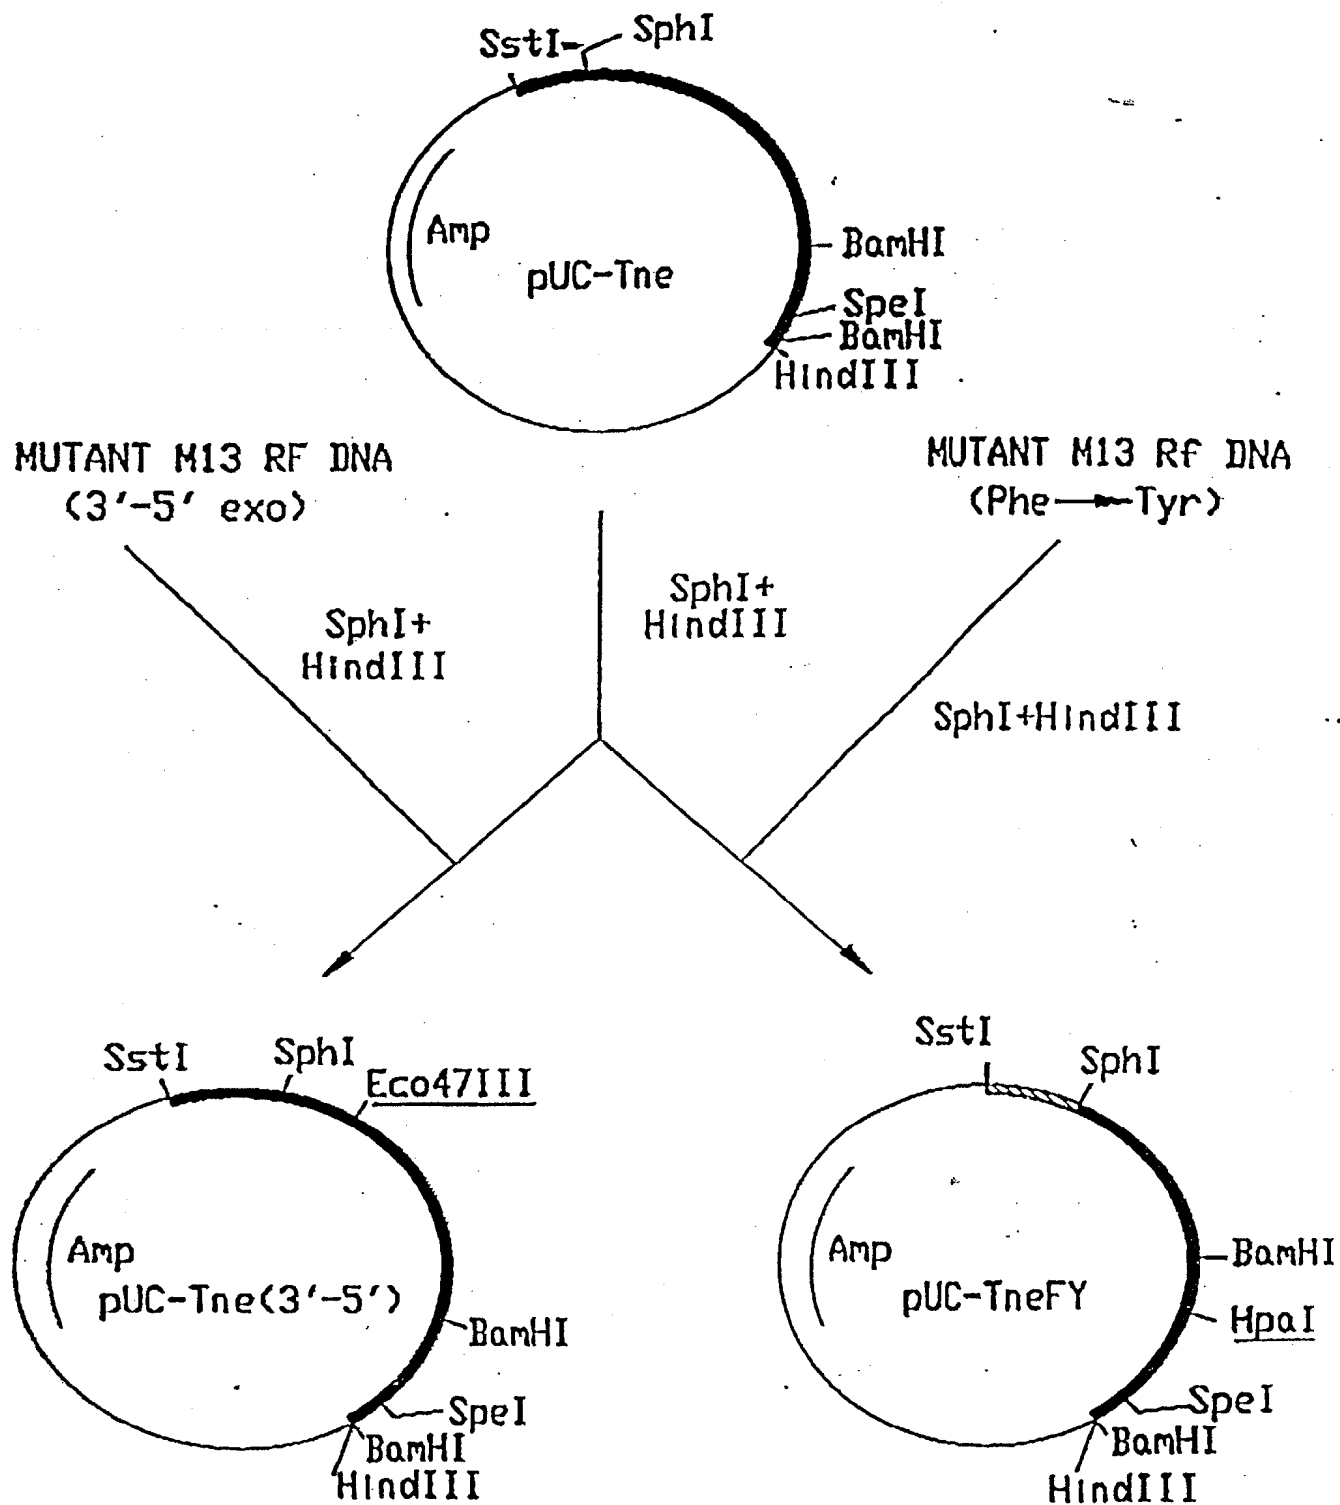 SstI
SphI
Amp
pUC-Tne
BamHI
SpeI
BamHI
HindIII
MUTANT M13 RF DNA
(3'-5' exo)
MUTANT M13 Rf DNA
(Phe→Tyr)
SphI+
HindIII
SphI+
HindIII
SphI+HindIII
SstI
SphI
Eco47III
Amp
pUC-Tne(3'-5')
BamHI
SpeI
BamHI
HindIII
SstI
SphI
Amp
pUC-TneFY
BamHI
HpaI
SpeI
BamHI
HindIII